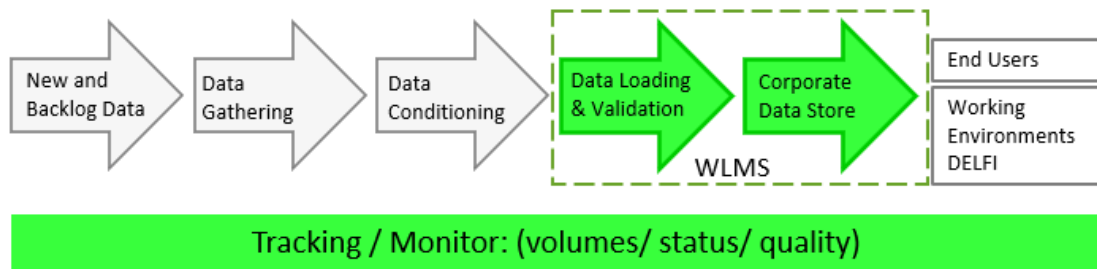 New and
Backlog Data
Data
Gathering
Data
Conditioning
Data Loading
& Validation
Corporate
Data Store
WLMS
End Users
Working
Environments
DELFI
Tracking / Monitor: (volumes/ status/ quality)